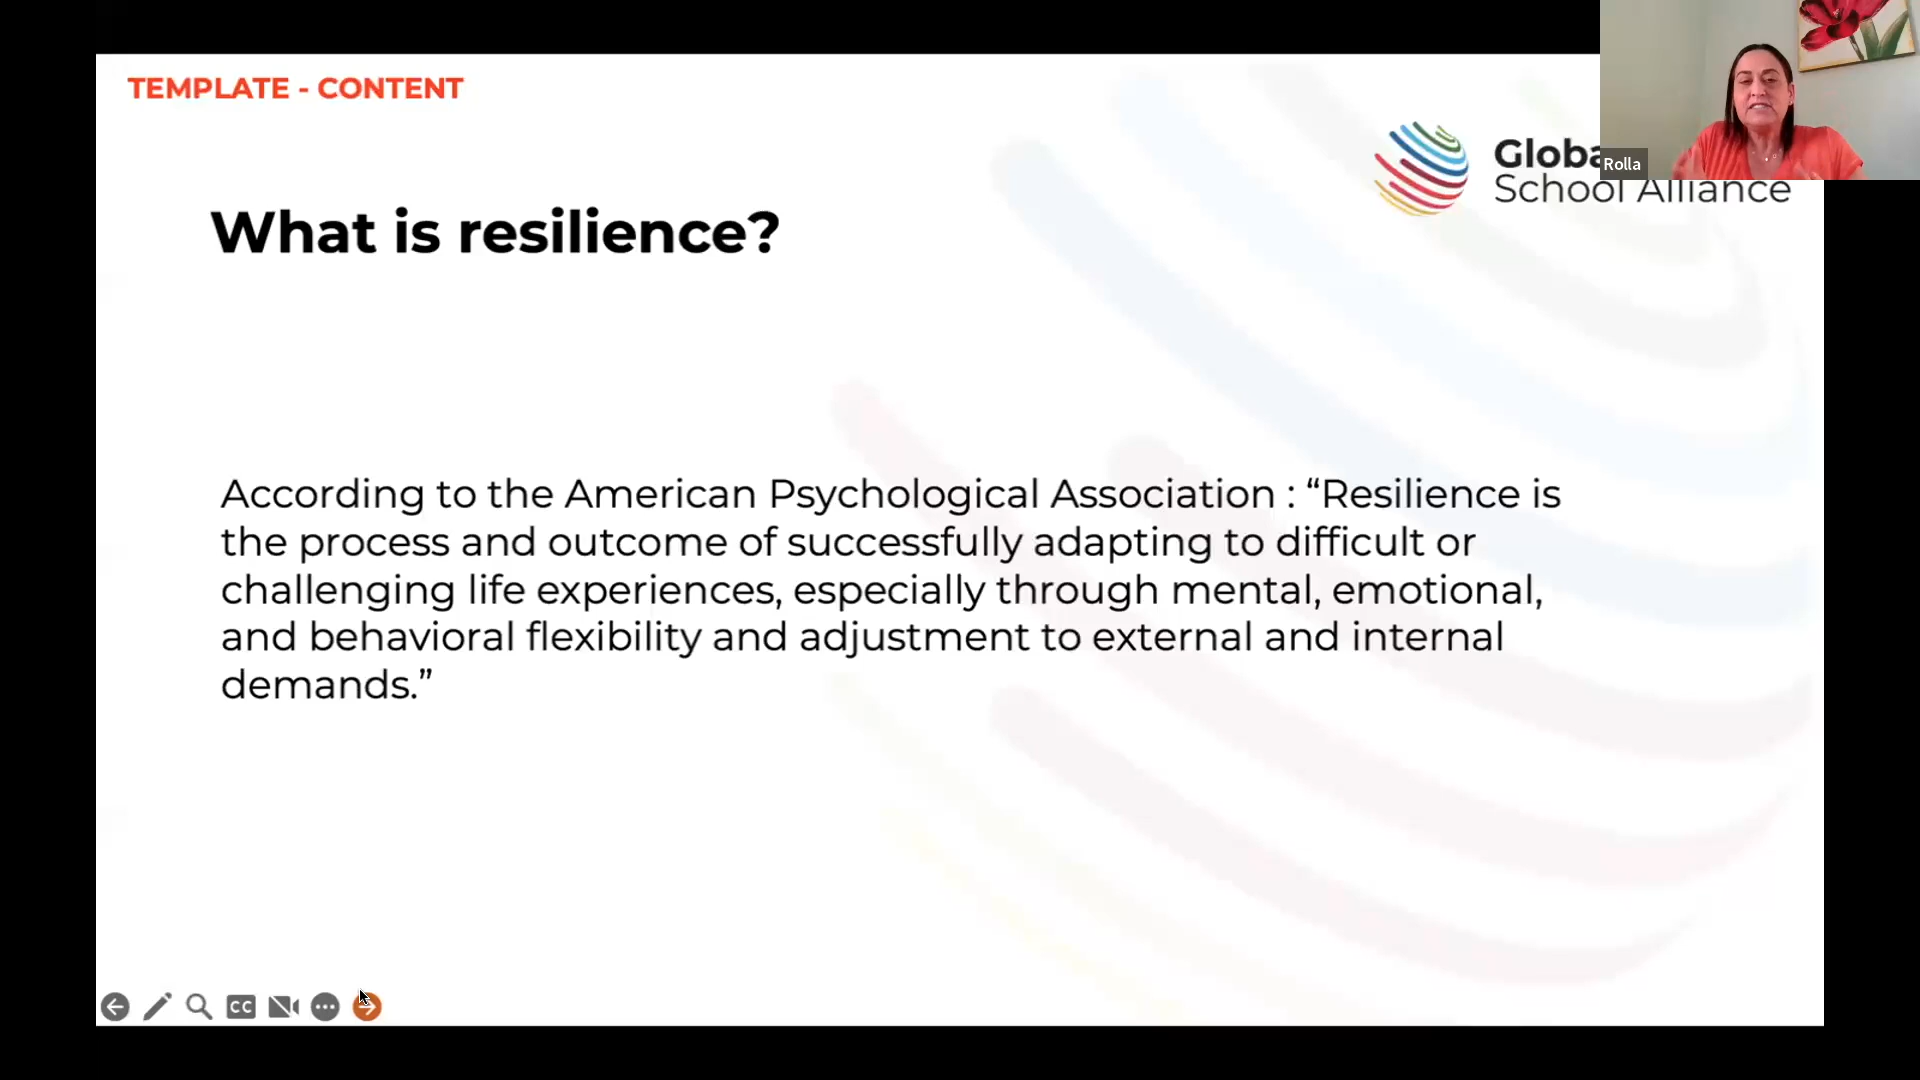 TEMPLATE - CONTENT
Globa
School Alliance
Rolla
What is resilience?
According to the American Psychological Association : “Resilience is
the process and outcome of successfully adapting to difficult or
challenging life experiences, especially through mental, emotional,
and behavioral flexibility and adjustment to external and internal
demands.”
CC